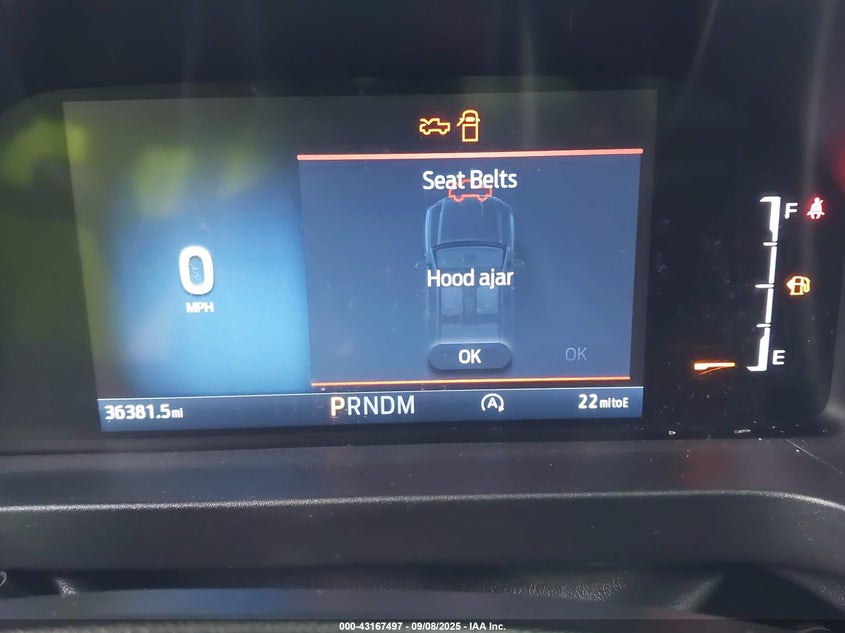 Seat Belts
F
0
MPH
Hood ajar
OK
OK
E
36381.5mi
PRNDM
A
22mitoE
000-43167497 - 09/08/2025 - IAA Inc.